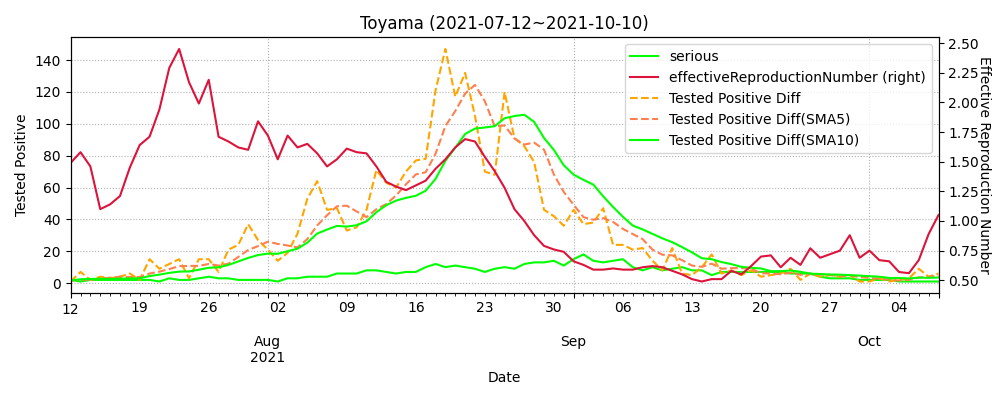 Toyama (2021-07-12~2021-10-10)
serious
effectiveReproductionNumber (right)
Tested Positive Diff
Tested Positive Diff(SMA5)
Tested Positive Diff(SMA10)
Tested Positive
140
120
100
80
60
40
20
0
2.50
2.25
2.00
1.75
1.50
1.25
1.00
0.75
0.50
Effective Reproduction Number
12 19 26 02 09 16 23 30 06 13 20 27 04
Aug Sep Oct
2021
Date